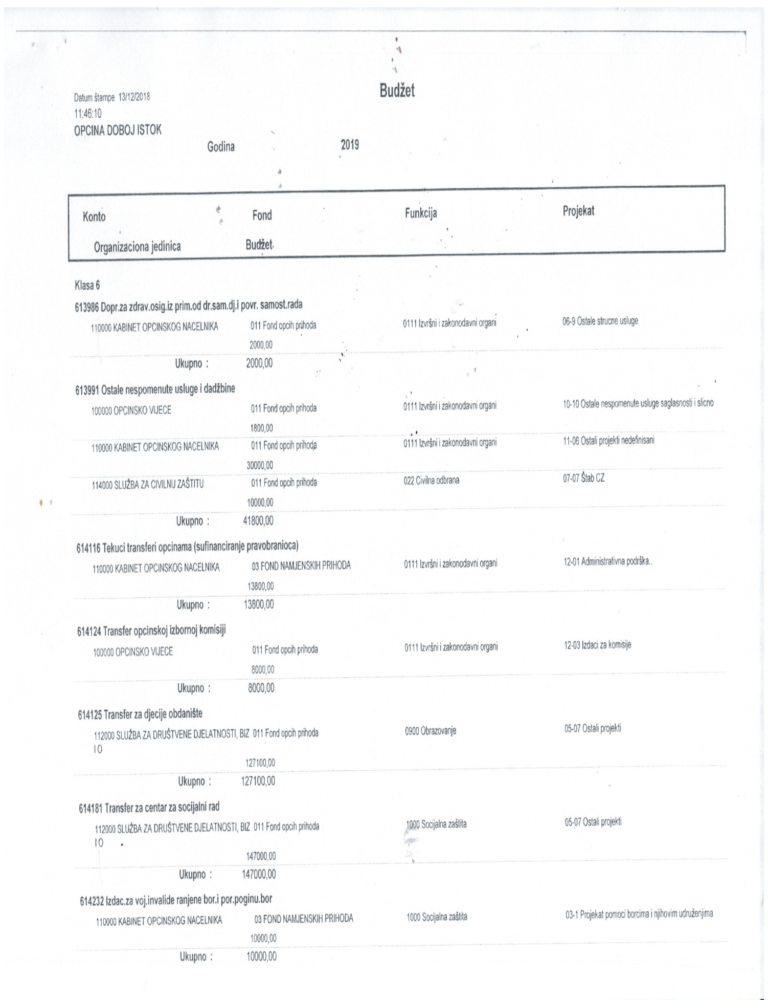 Budžet
Datum štampe 13/12/2018
11:46:10
OPCINA DOBOJ ISTOK
Godina 2019
Konto Fond Funkcija Projekat
Organizaciona jedinica Budžet
Klasa 6
613986 Dopr.za zdrav.osig.iz prim.od dr.sam.dj.i povr. samost.rada
110000 KABINET OPCINSKOG NACELNIKA 011 Fond opcih prihoda 0111 Izvršni i zakonodavni organi 06-9 Ostale strucne usluge
2000,00
Ukupno : 2000,00
613991 Ostale nespomenute usluge i dadžbine
100000 OPCINSKO VIJECE 011 Fond opcih prihoda 0111 Izvršni i zakonodavni organi 10-10 Ostale nespomenute usluge saglasnosti i slicno
1800,00
110000 KABINET OPCINSKOG NACELNIKA 011 Fond opcih prihoda 0111 Izvršni i zakonodavni organi 11-06 Ostali projekti nedefinisani
30000,00
114000 SLUŽBA ZA CIVILNU ZAŠTITU 011 Fond opcih prihoda 022 Civilna odbrana 07-07 Štab CZ
10000,00
Ukupno : 41800,00
614116 Tekuci transferi opcinama (sufinanciranje pravobranioca)
110000 KABINET OPCINSKOG NACELNIKA 03 FOND NAMJENSKIH PRIHODA 0111 Izvršni i zakonodavni organi 12-01 Administrativna podrška..
13800,00
Ukupno : 13800,00
614124 Transfer opcinskoj izbornoj komisiji
100000 OPCINSKO VIJECE 011 Fond opcih prihoda 0111 Izvršni i zakonodavni organi 12-03 Izdaci za komisije
8000,00
Ukupno : 8000,00
614125 Transfer za djecije obdanište
112000 SLUŽBA ZA DRUŠTVENE DJELATNOSTI, BIZ 011 Fond opcih prihoda 0900 Obrazovanje 05-07 Ostali projekti
I O
127100,00
Ukupno : 127100,00
614181 Transfer za centar za socijalni rad
112000 SLUŽBA ZA DRUŠTVENE DJELATNOSTI, BIZ 011 Fond opcih prihoda 1000 Socijalna zaštita 05-07 Ostali projekti
I O
147000,00
Ukupno : 147000,00
614232 Izdac.za voj.invalide ranjene bor.i por.poginu.bor
110000 KABINET OPCINSKOG NACELNIKA 03 FOND NAMJENSKIH PRIHODA 1000 Socijalna zaštita 03-1 Projekat pomoci borcima i njihovim udruženjima
10000,00
Ukupno : 10000,00